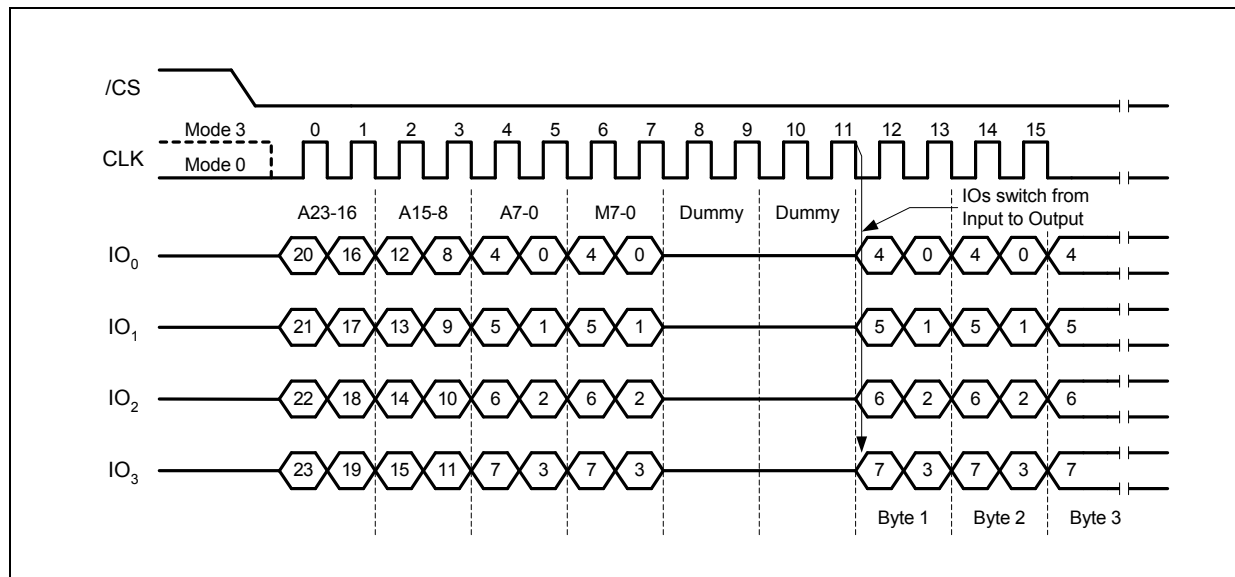 /CS
Mode 3 0 1 2 3 4 5 6 7 8 9 10 11 12 13 14 15
CLK
Mode 0
IOs switch from
Input to Output
A23-16 A15-8 A7-0 M7-0 Dummy Dummy
IO0 20 16 12 8 4 0 4 0 4 0 4 0 4
IO1 21 17 13 9 5 1 5 1 5 1 5 1 5
IO2 22 18 14 10 6 2 6 2 6 2 6 2 6
IO3 23 19 15 11 7 3 7 3 7 3 7 3 7
Byte 1 Byte 2 Byte 3